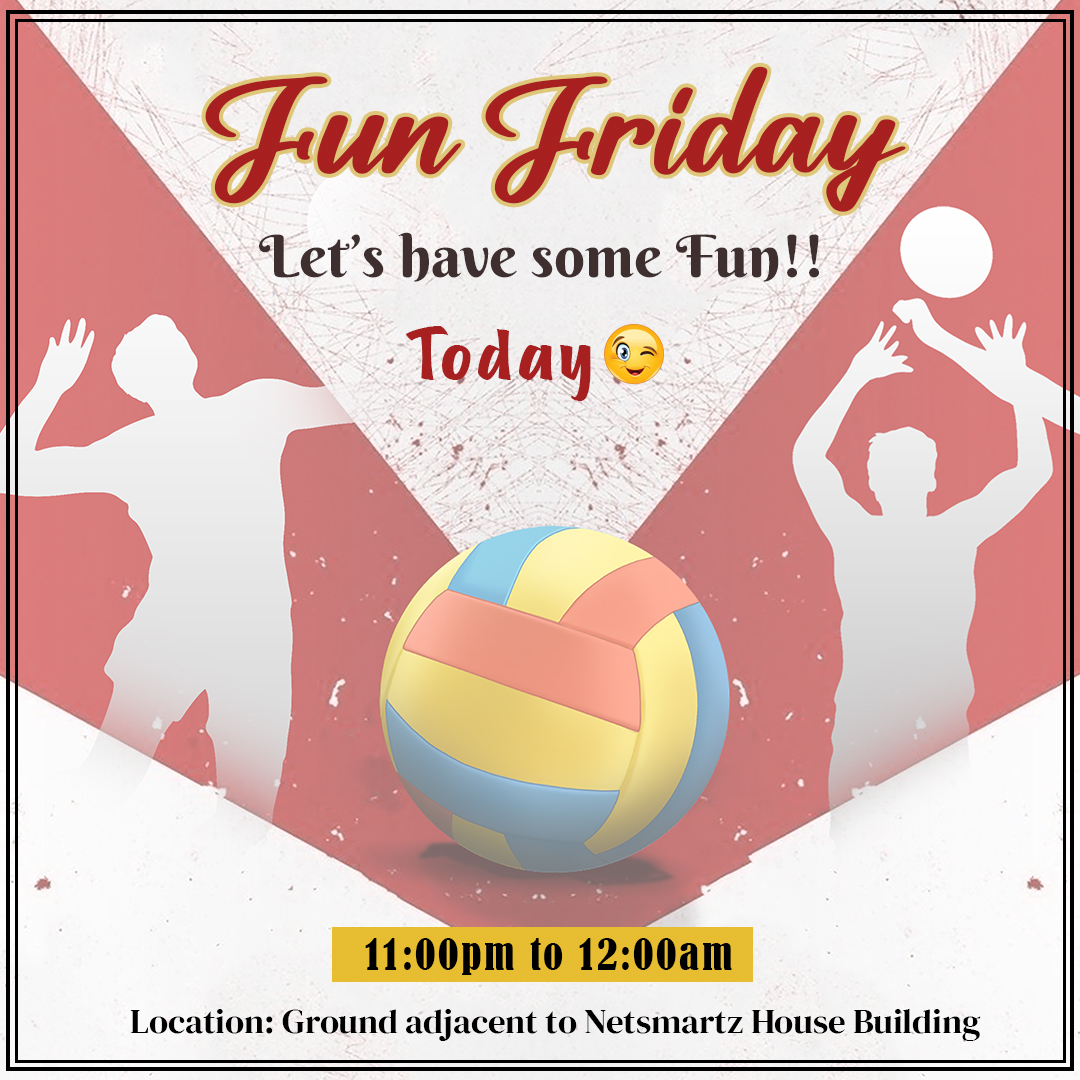 Fun Friday
Let's have some Fun!!
Today😉
11:00pm to 12:00am
Location: Ground adjacent to Netsmartz House Building